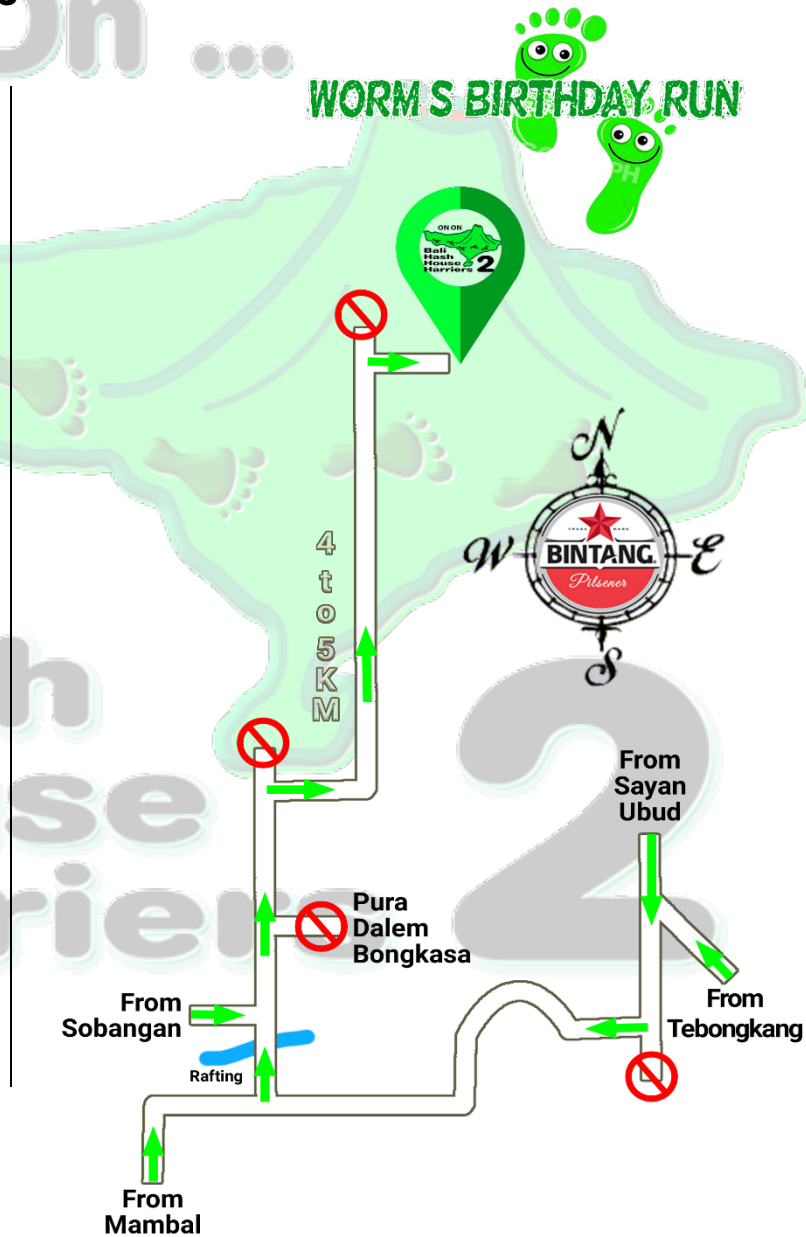 On ...
WORM S BIRTHDAY RUN
ON ON
Bali
Hash
House
Harriers 2
N
W
E
S
BINTANG
Pilsener
4
t
o
5
K
M
2
From
Sayan
Ubud
Pura
Dalem
Bongkasa
From
Sobangan
From
Tebongkang
Rafting
From
Mambal